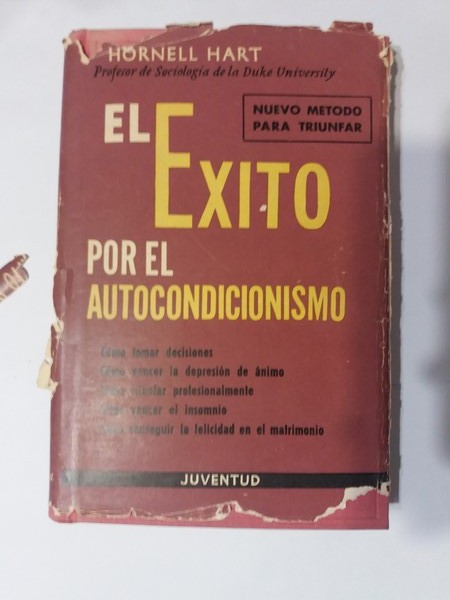 HORNELL HART
Profesor de Sociología de la Duke University
NUEVO METODO
PARA TRIUNFAR
EL EXITO
POR EL
AUTOCONDICIONISMO
Cómo tomar decisiones
Cómo vencer la depresión de ánimo
profesionalmente
vencer el insomnio
conseguir la felicidad en el matrimonio
JUVENTUD